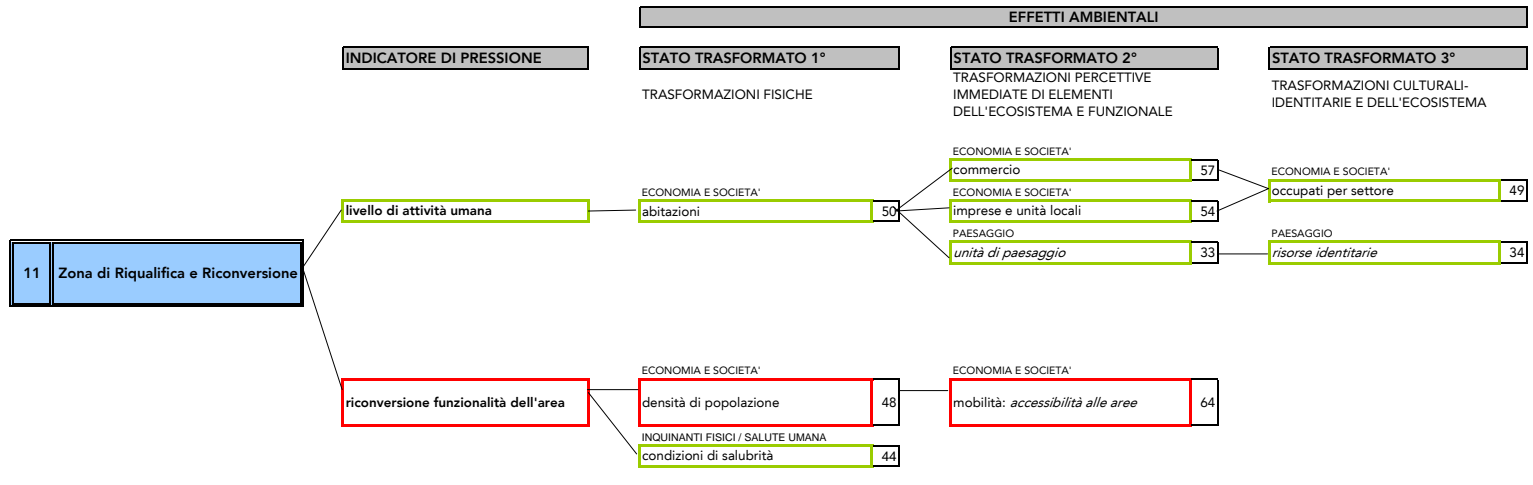 EFFETTI AMBIENTALI
INDICATORE DI PRESSIONE
STATO TRASFORMATO 1°
STATO TRASFORMATO 2°
STATO TRASFORMATO 3°
TRASFORMAZIONI FISICHE
TRASFORMAZIONI PERCETTIVE
IMMEDIATE DI ELEMENTI
DELL'ECOSISTEMA E FUNZIONALE
TRASFORMAZIONI CULTURALI-
IDENTITARIE E DELL'ECOSISTEMA
11 Zona di Riqualifica e Riconversione
livello di attività umana
ECONOMIA E SOCIETA'
abitazioni 50
ECONOMIA E SOCIETA'
commercio 57
ECONOMIA E SOCIETA'
imprese e unità locali 54
PAESAGGIO
unità di paesaggio 33
ECONOMIA E SOCIETA'
occupati per settore 49
PAESAGGIO
risorse identitarie 34
riconversione funzionalità dell'area
ECONOMIA E SOCIETA'
densità di popolazione 48
ECONOMIA E SOCIETA'
mobilità: accessibilità alle aree 64
INQUINANTI FISICI / SALUTE UMANA
condizioni di salubrità 44